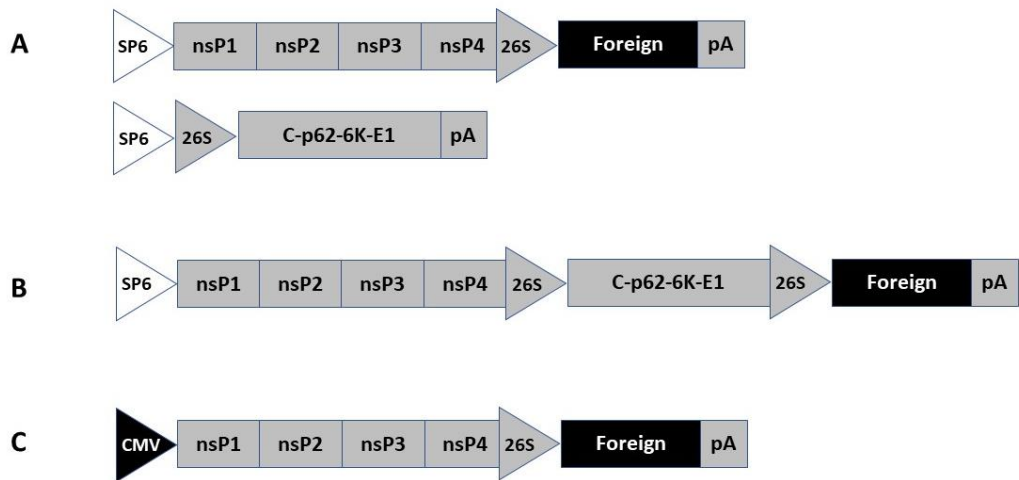 A SP6 nsP1 nsP2 nsP3 nsP4 26S Foreign pA
SP6 26S C-p62-6K-E1 pA
B SP6 nsP1 nsP2 nsP3 nsP4 26S C-p62-6K-E1 26S Foreign pA
C CMV nsP1 nsP2 nsP3 nsP4 26S Foreign pA